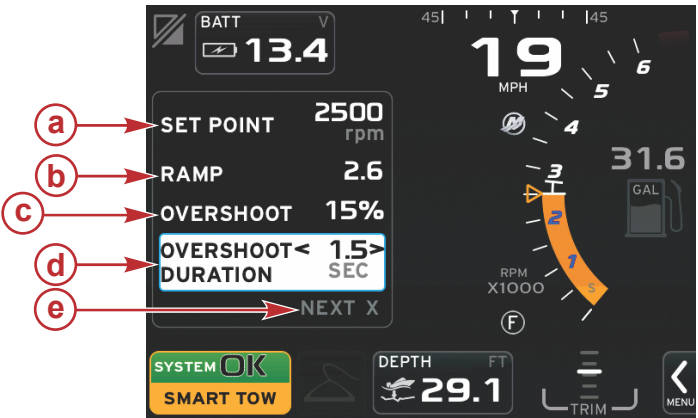 BATT V
13.4
45 45
19
MPH
6
5
4
3
2
1
S
RPM
X1000
F
31.6
GAL
a SET POINT 2500
rpm
b RAMP 2.6
c OVERSHOOT 15%
d OVERSHOOT < 1.5 >
DURATION SEC
e NEXT X
SYSTEM OK
SMART TOW
DEPTH FT
29.1
TRIM
MENU